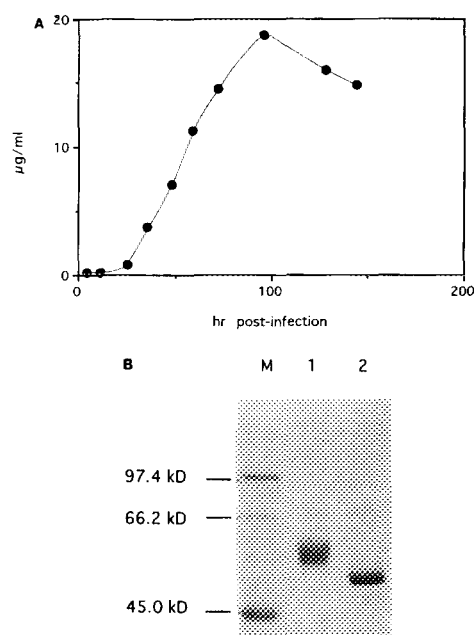 A
20
10
0
µg/ml
0 100 200
hr post-infection
B M 1 2
97.4 kD
66.2 kD
45.0 kD